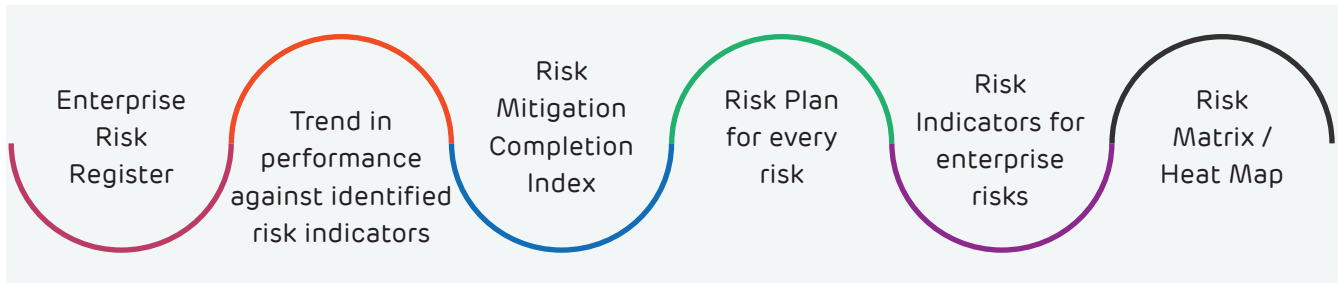 Enterprise
Risk
Register
Trend in
performance
against identified
risk indicators
Risk
Mitigation
Completion
Index
Risk Plan
for every
risk
Risk
Indicators for
enterprise
risks
Risk
Matrix /
Heat Map